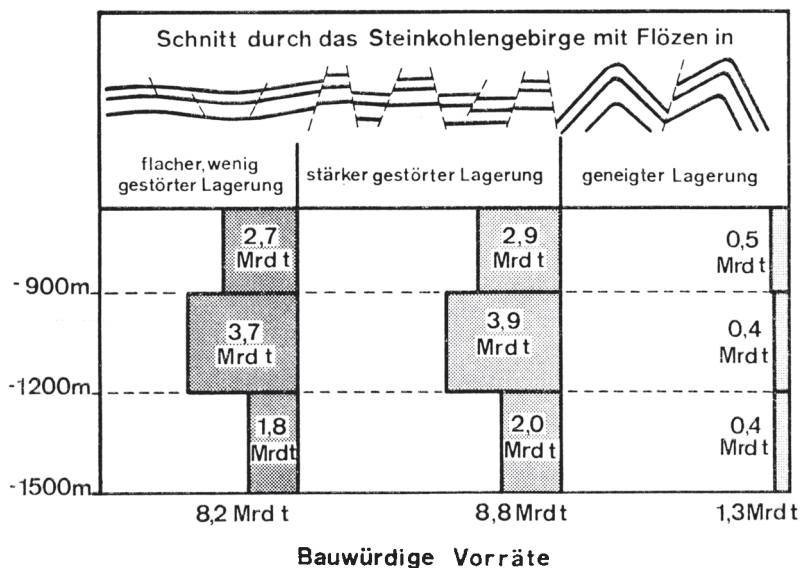 Schnitt durch das Steinkohlengebirge mit Flözen in
flacher, wenig
gestörter Lagerung
stärker gestörter Lagerung
geneigter Lagerung
2,7
Mrd t
2,9
Mrd t
0,5
Mrd t
-900m
3,7
Mrd t
3,9
Mrd t
0,4
Mrd t
-1200m
1,8
Mrdt
2,0
Mrd t
0,4
Mrd t
-1500m
8,2 Mrd t
8,8 Mrd t
1,3Mrd t
Bauwürdige Vorräte